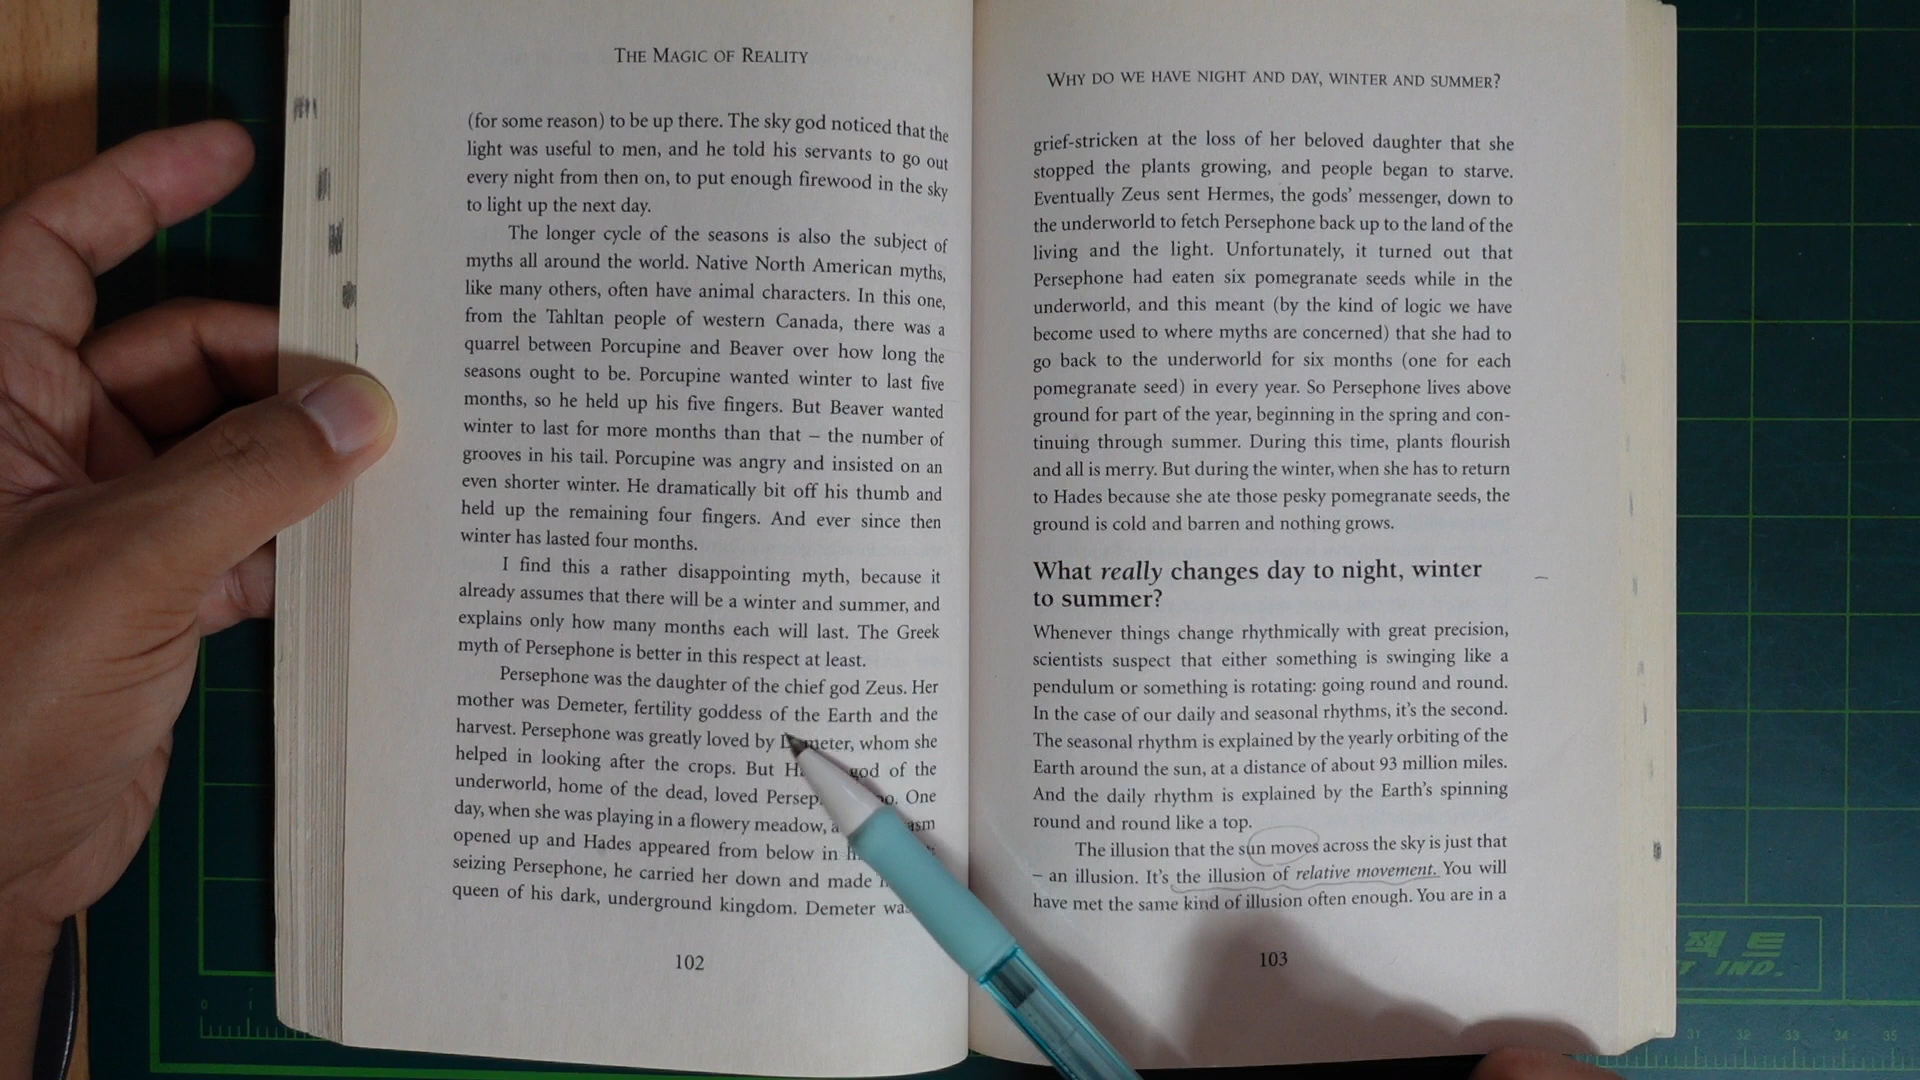 THE MAGIC OF REALITY
(for some reason) to be up there. The sky god noticed that the
light was useful to men, and he told his servants to go out
every night from then on, to put enough firewood in the sky
to light up the next day.
The longer cycle of the seasons is also the subject of
myths all around the world. Native North American myths,
like many others, often have animal characters. In this one,
from the Tahltan people of western Canada, there was a
quarrel between Porcupine and Beaver over how long the
seasons ought to be. Porcupine wanted winter to last five
months, so he held up his five fingers. But Beaver wanted
winter to last for more months than that – the number of
grooves in his tail. Porcupine was angry and insisted on an
even shorter winter. He dramatically bit off his thumb and
held up the remaining four fingers. And ever since then
winter has lasted four months.
I find this a rather disappointing myth, because it
already assumes that there will be a winter and summer, and
explains only how many months each will last. The Greek
myth of Persephone is better in this respect at least.
Persephone was the daughter of the chief god Zeus. Her
mother was Demeter, fertility goddess of the Earth and the
harvest. Persephone was greatly loved by Demeter, whom she
helped in looking after the crops. But god of the
underworld, home of the dead, loved One
day, when she was playing in a flowery meadow,
opened up and Hades appeared from below in
seizing Persephone, he carried her down and made
queen of his dark, underground kingdom. Demeter was
102
WHY DO WE HAVE NIGHT AND DAY, WINTER AND SUMMER?
grief-stricken at the loss of her beloved daughter that she
stopped the plants growing, and people began to starve.
Eventually Zeus sent Hermes, the gods' messenger, down to
the underworld to fetch Persephone back up to the land of the
living and the light. Unfortunately, it turned out that
Persephone had eaten six pomegranate seeds while in the
underworld, and this meant (by the kind of logic we have
become used to where myths are concerned) that she had to
go back to the underworld for six months (one for each
pomegranate seed) in every year. So Persephone lives above
ground for part of the year, beginning in the spring and con-
tinuing through summer. During this time, plants flourish
and all is merry. But during the winter, when she has to return
to Hades because she ate those pesky pomegranate seeds, the
ground is cold and barren and nothing grows.
What really changes day to night, winter
to summer?
Whenever things change rhythmically with great precision,
scientists suspect that either something is swinging like a
pendulum or something is rotating: going round and round.
In the case of our daily and seasonal rhythms, it's the second.
The seasonal rhythm is explained by the yearly orbiting of the
Earth around the sun, at a distance of about 93 million miles.
And the daily rhythm is explained by the Earth's spinning
round and round like a top.
The illusion that the sun moves across the sky is just that
– an illusion. It's the illusion of relative movement. You will
have met the same kind of illusion often enough. You are in a
103
IND.
0 1
31 32 33 34 35